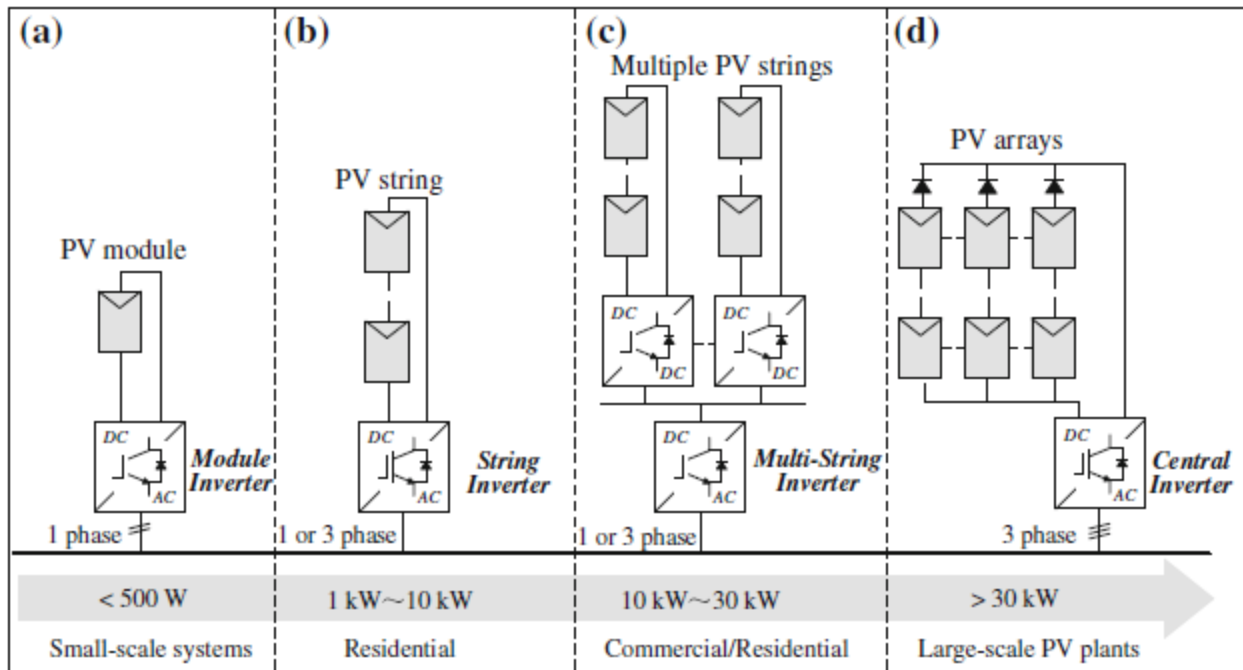 (a)
PV module
DC
AC
Module
Inverter
1 phase
< 500 W
Small-scale systems
(b)
PV string
DC
AC
String
Inverter
1 or 3 phase
1 kW~10 kW
Residential
(c)
Multiple PV strings
DC
DC
DC
DC
DC
AC
Multi-String
Inverter
1 or 3 phase
10 kW~30 kW
Commercial/Residential
(d)
PV arrays
DC
AC
Central
Inverter
3 phase
> 30 kW
Large-scale PV plants